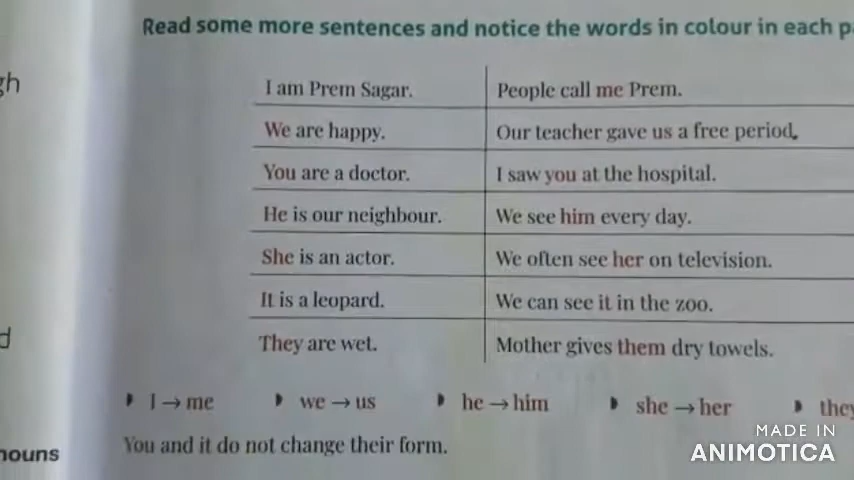 Read some more sentences and notice the words in colour in each p
gh
I am Prem Sagar. People call me Prem.
We are happy. Our teacher gave us a free period.
You are a doctor. I saw you at the hospital.
He is our neighbour. We see him every day.
She is an actor. We often see her on television.
It is a leopard. We can see it in the zoo.
d
They are wet. Mother gives them dry towels.
I → me we → us he → him she → her they
You and it do not change their form.
nouns
MADE IN
ANIMOTICA